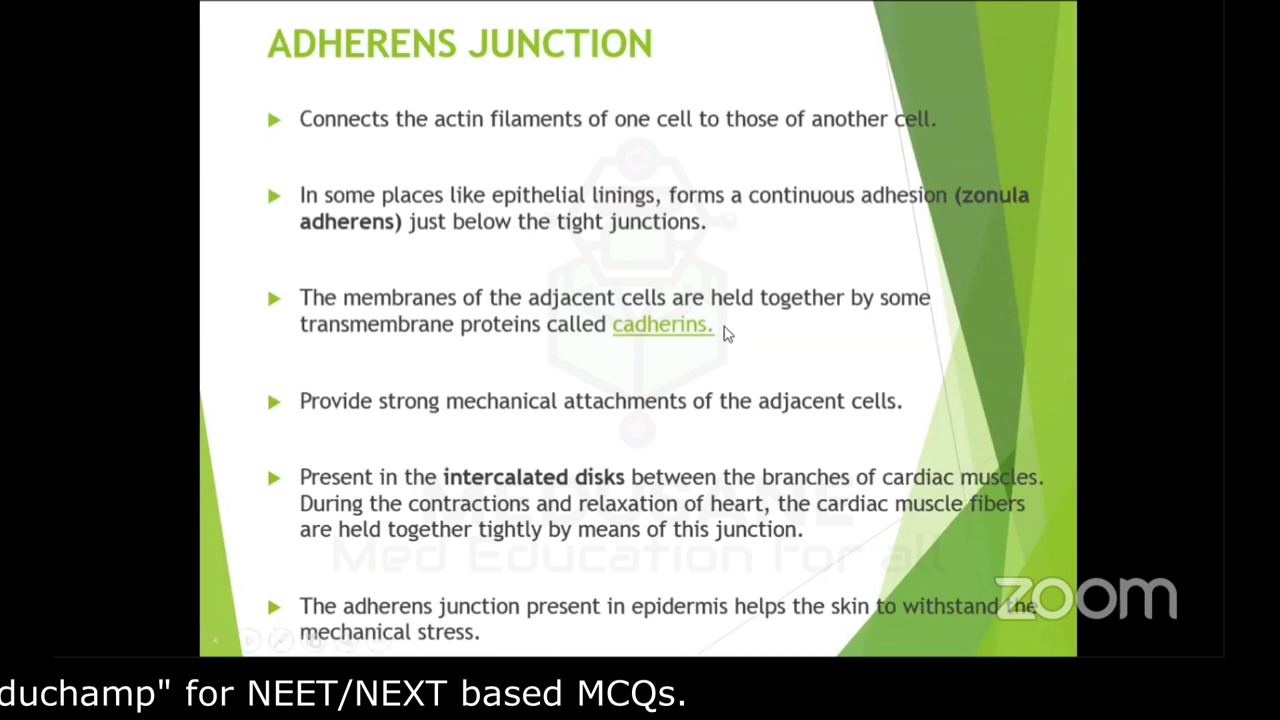 ADHERENS JUNCTION
Connects the actin filaments of one cell to those of another cell.
In some places like epithelial linings, forms a continuous adhesion (zonula
adherens) just below the tight junctions.
The membranes of the adjacent cells are held together by some
transmembrane proteins called cadherins.
Provide strong mechanical attachments of the adjacent cells.
Present in the intercalated disks between the branches of cardiac muscles.
During the contractions and relaxation of heart, the cardiac muscle fibers
are held together tightly by means of this junction.
Med Education for all
The adherens junction present in epidermis helps the skin to withstand the
mechanical stress.
zoom
duchamp" for NEET/NEXT based MCQs.